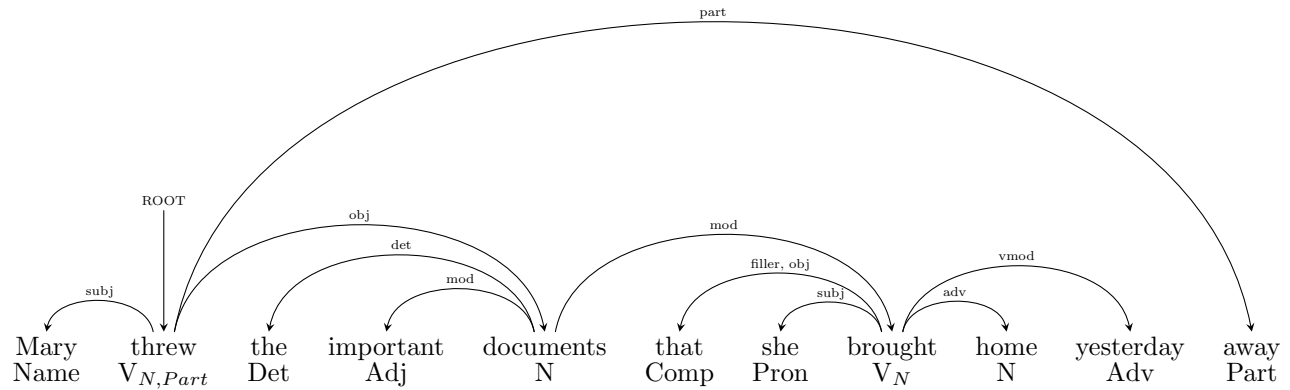 part
ROOT
obj
mod
det
vmod
filler, obj
mod
subj
subj
adv
Mary threw the important documents that she brought home yesterday away
Name V_{N,Part} Det Adj N Comp Pron V_N N Adv Part